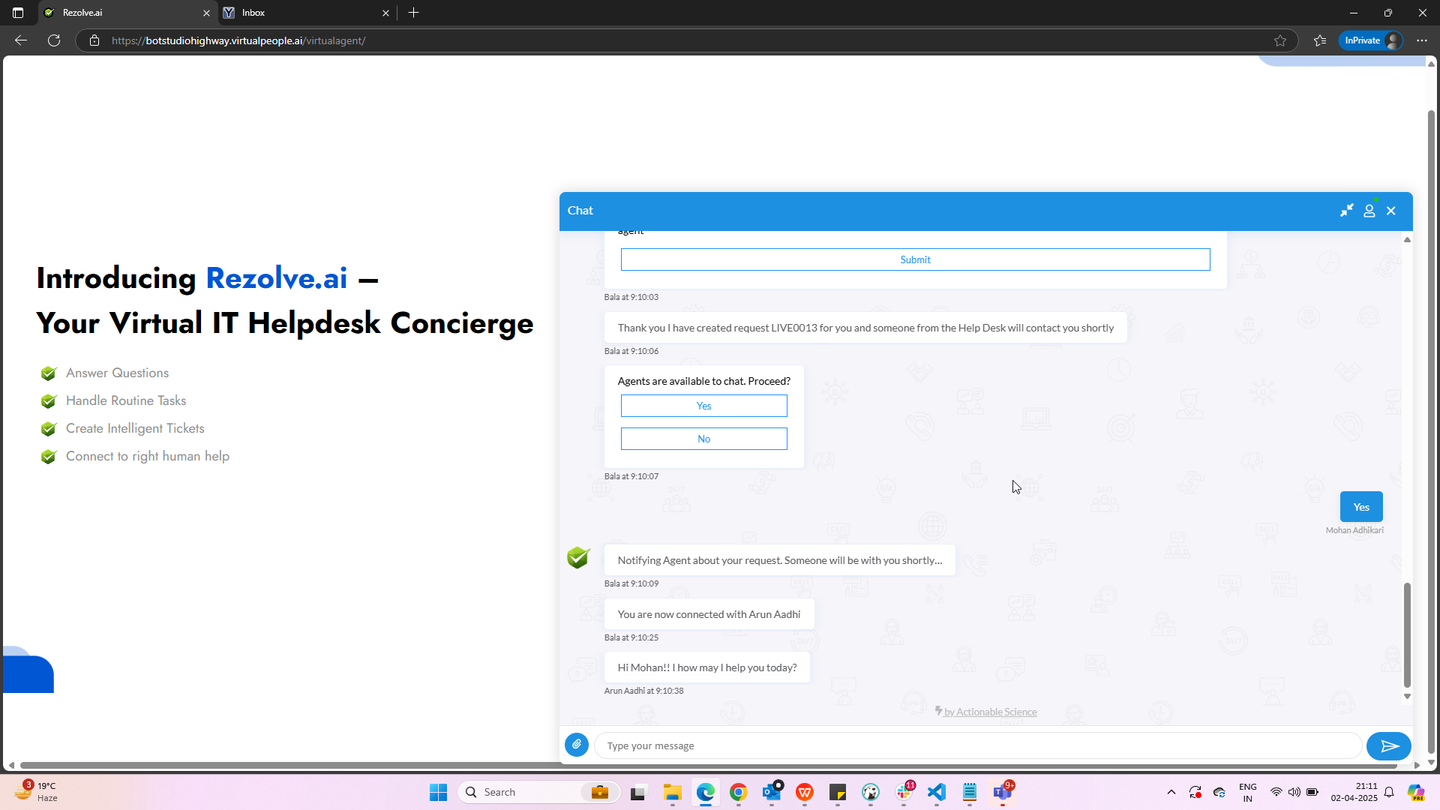 Rezolve.ai
Inbox
https://botstudiohighway.virtualpeople.ai/virtualagent/
InPrivate
Introducing Rezolve.ai –
Your Virtual IT Helpdesk Concierge
Answer Questions
Handle Routine Tasks
Create Intelligent Tickets
Connect to right human help
Chat
agent
Submit
Bala at 9:10:03
Thank you I have created request LIVE0013 for you and someone from the Help Desk will contact you shortly
Bala at 9:10:06
Agents are available to chat. Proceed?
Yes
No
Bala at 9:10:07
Yes
Mohan Adhikari
Notifying Agent about your request. Someone will be with you shortly...
Bala at 9:10:09
You are now connected with Arun Aadhi
Bala at 9:10:25
Hi Mohan!! I how may I help you today?
Arun Aadhi at 9:10:38
by Actionable Science
Type your message
3
19°C
Haze
Search
11
9+
ENG
IN
21:11
02-04-2025
PRE